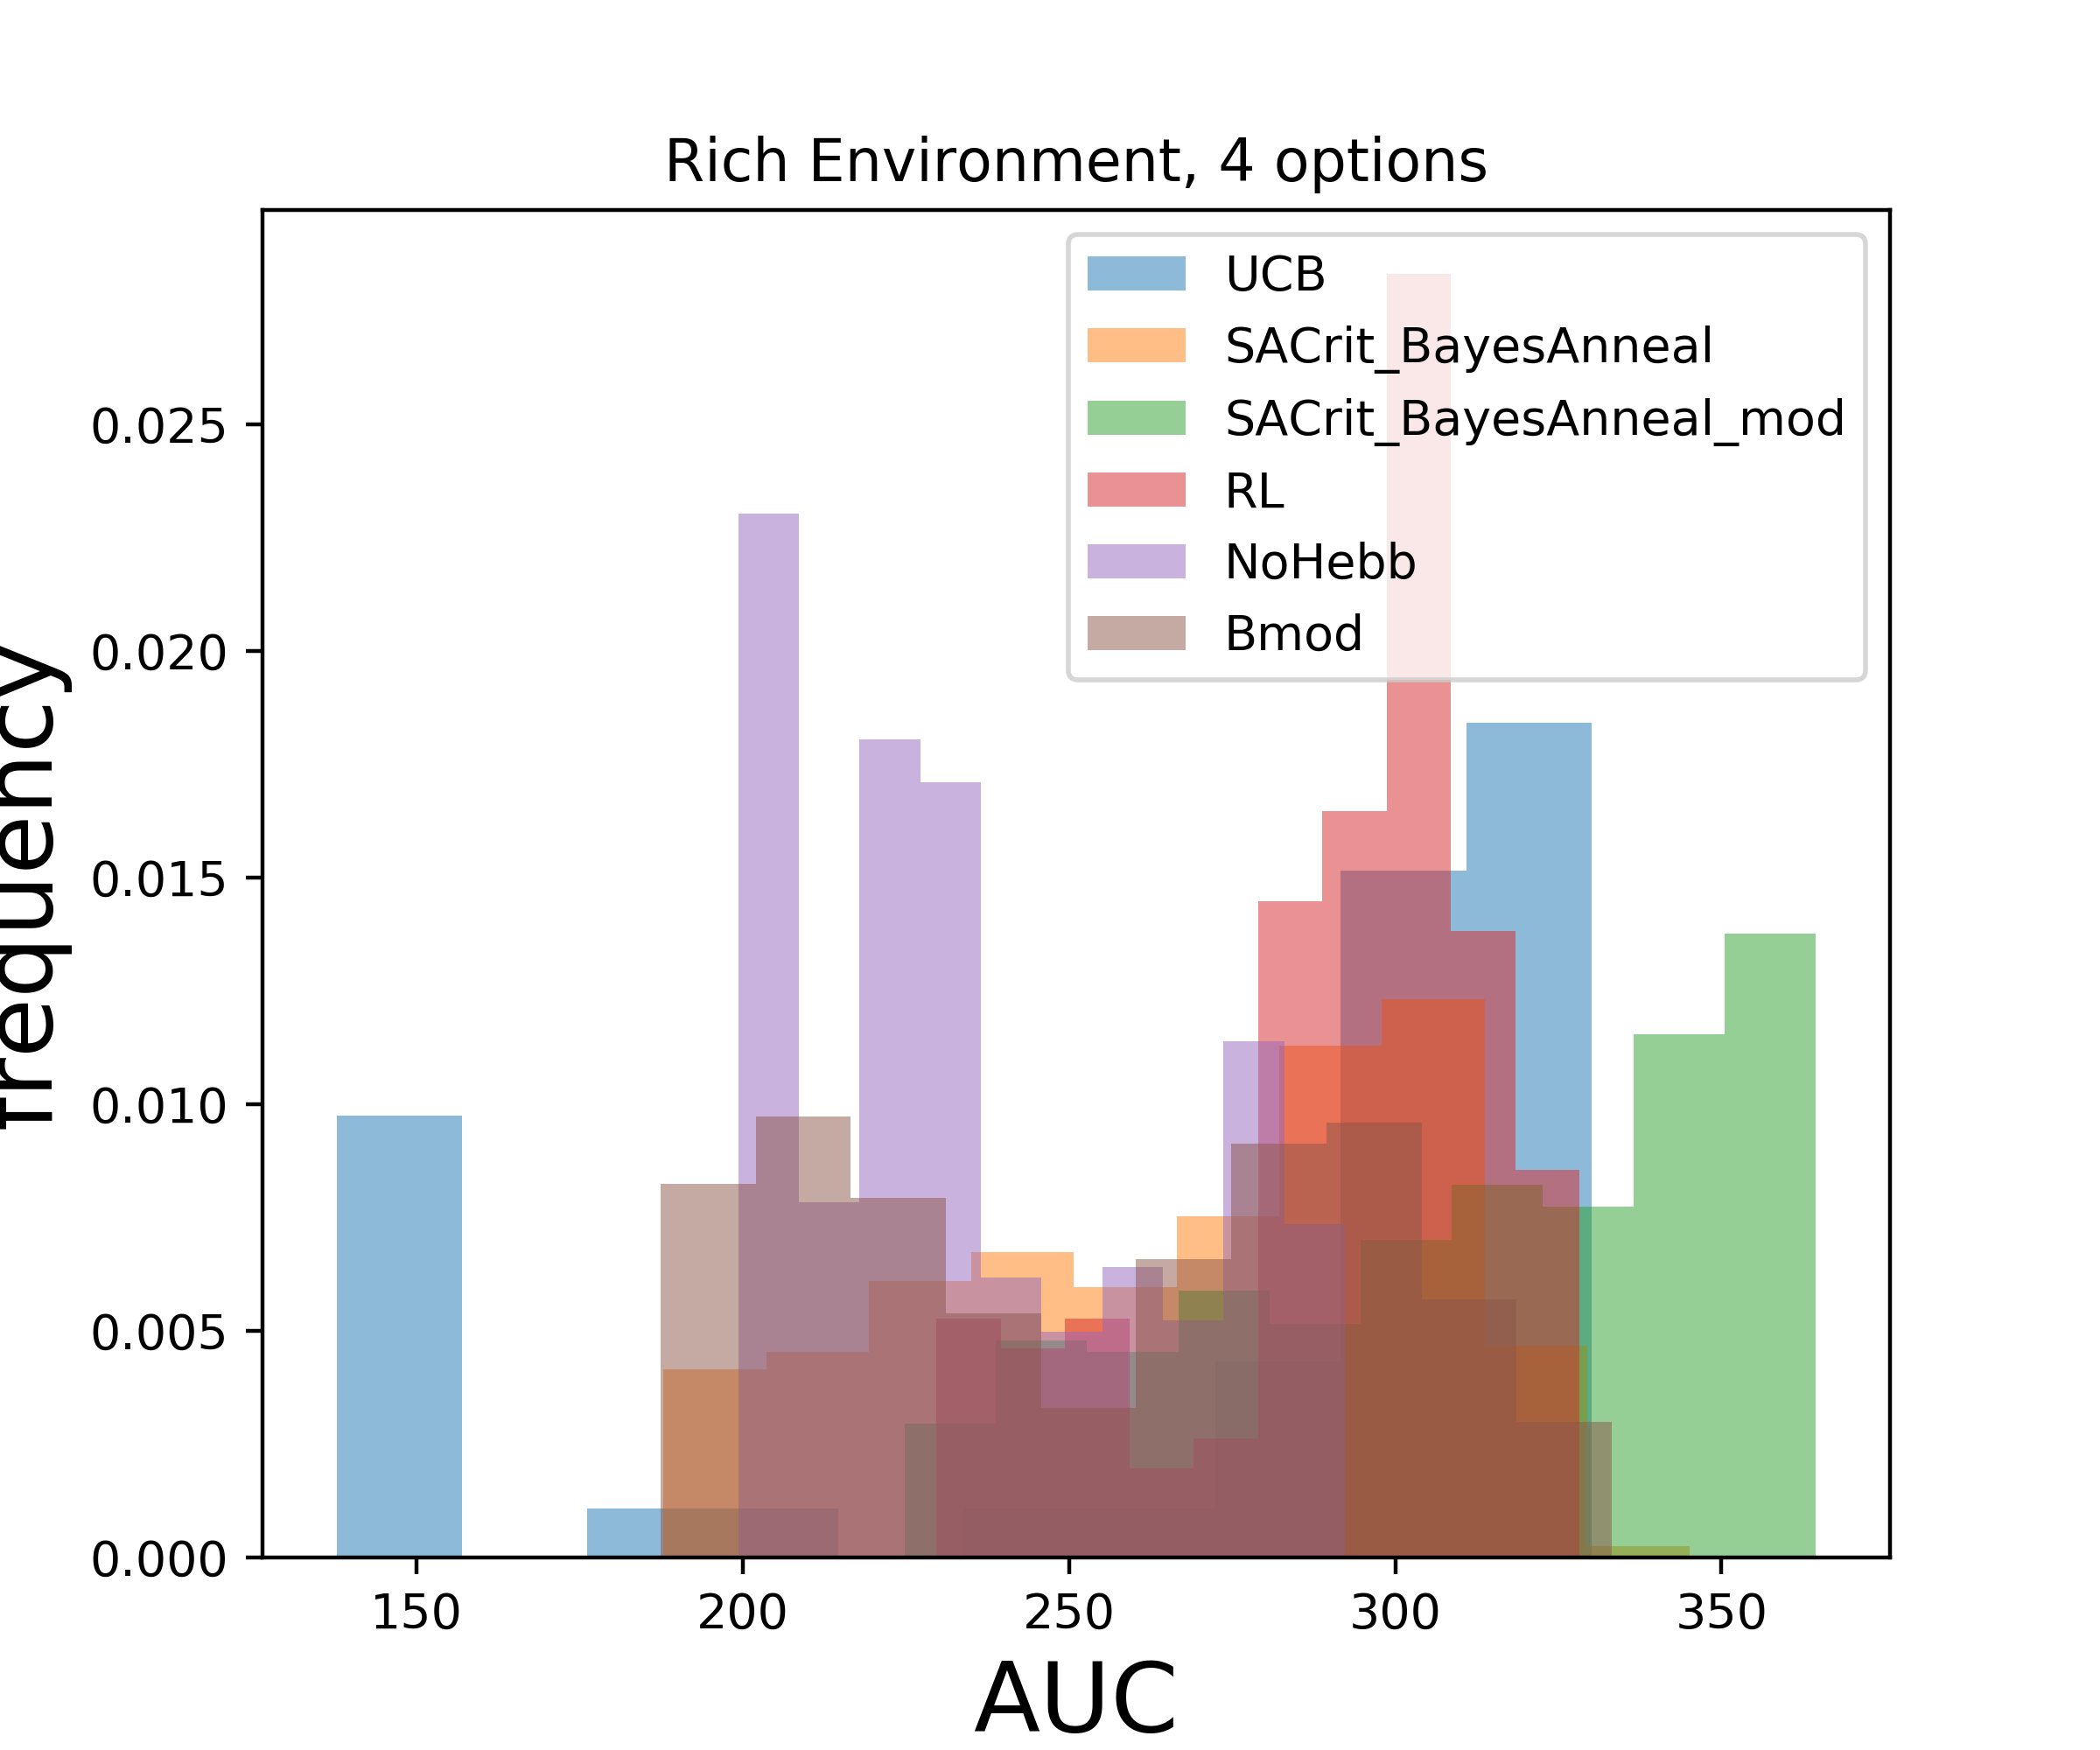 Rich Environment, 4 options
UCB
SACrit_BayesAnneal
SACrit_BayesAnneal_mod
RL
NoHebb
Bmod
frequency
0.025
0.020
0.015
0.010
0.005
0.000
150 200 250 300 350
AUC